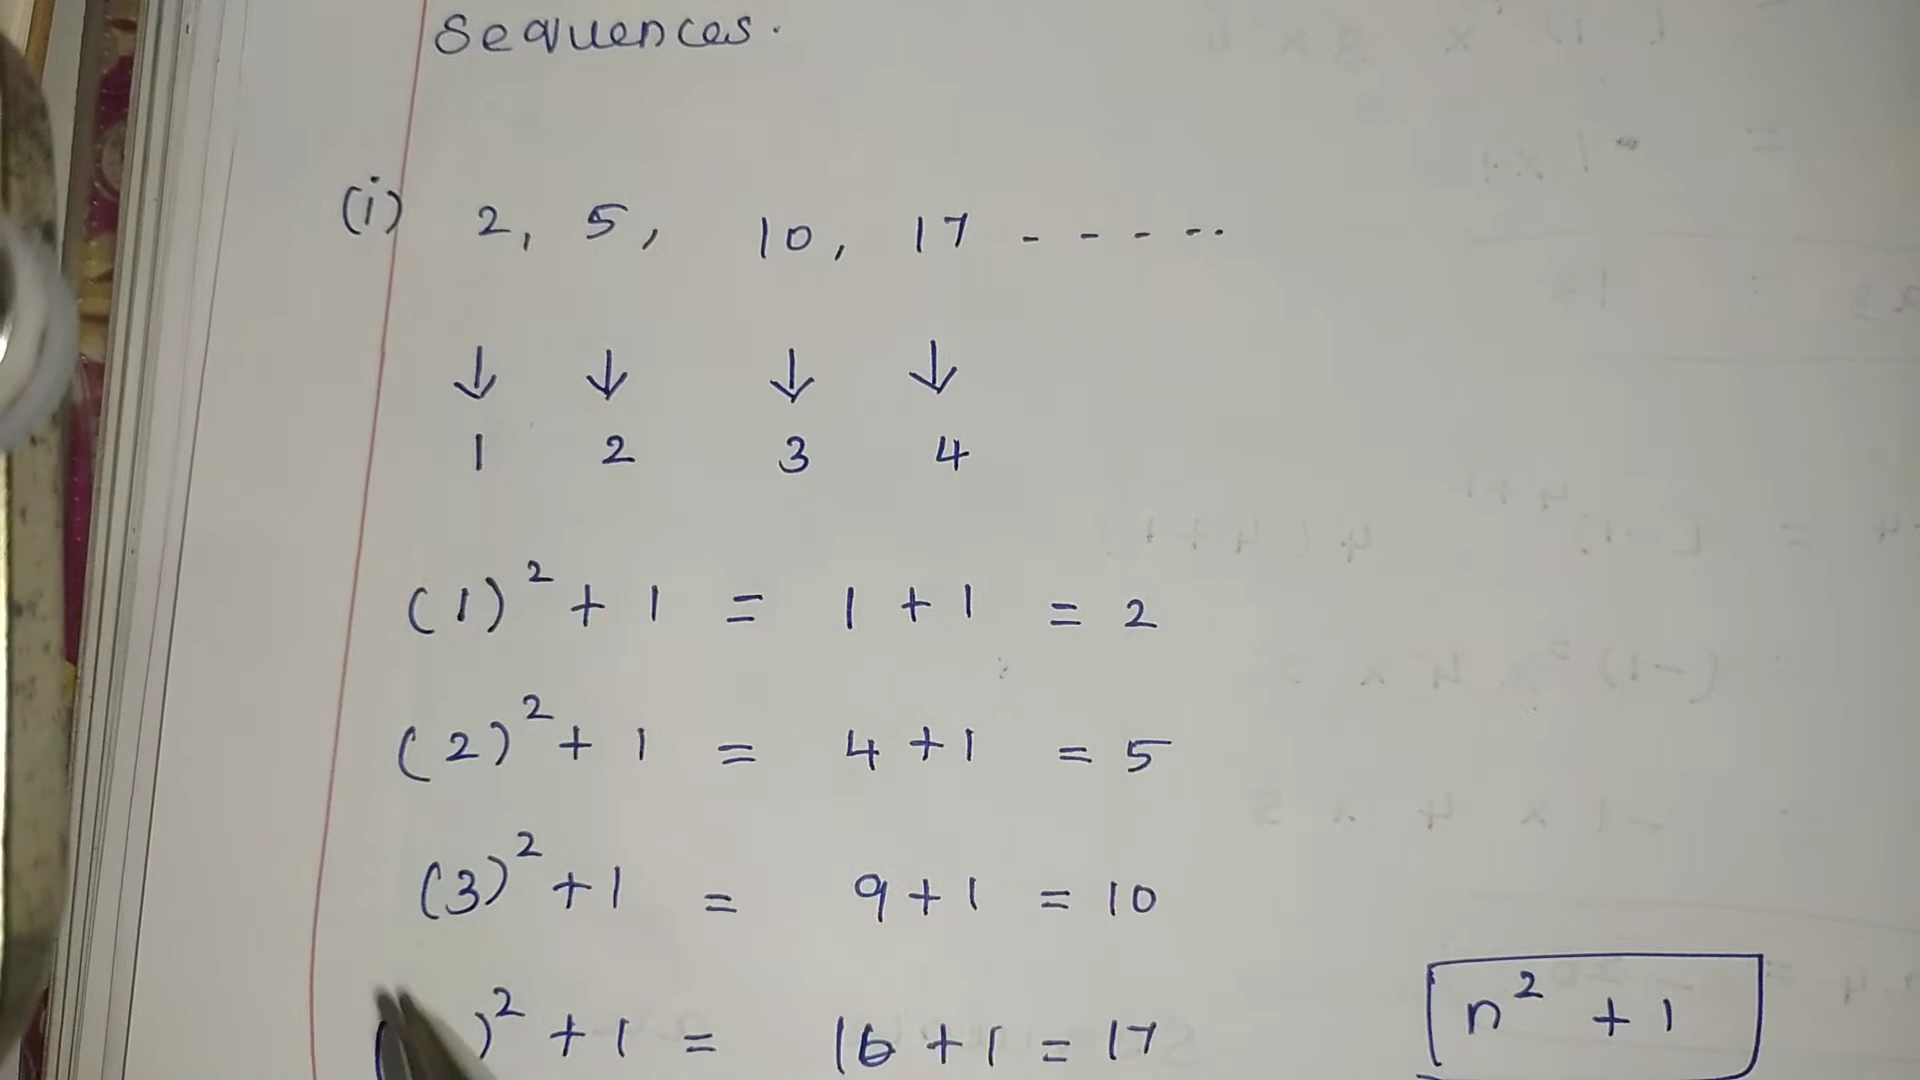 Sequences.
(i) 2, 5, 10, 17 - - - - - .
↓ ↓ ↓ ↓
1 2 3 4
(1)² + 1 = 1 + 1 = 2
(2)² + 1 = 4 + 1 = 5
(3)² + 1 = 9 + 1 = 10
( )² + 1 = 16 + 1 = 17
n² + 1